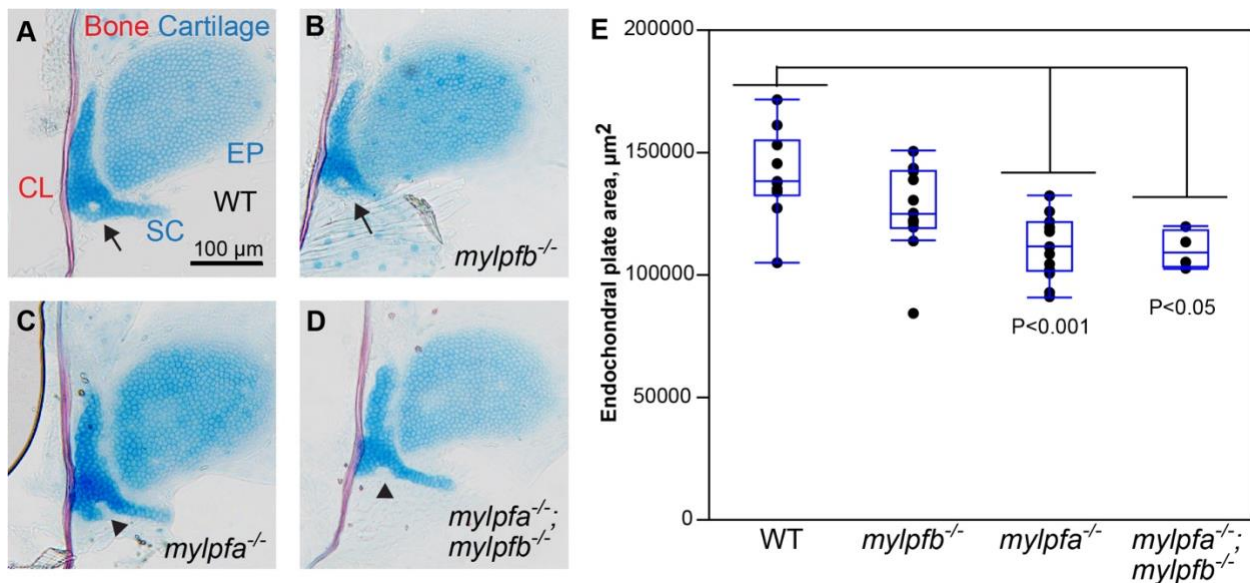 A
Bone Cartilage
CL
EP
WT
SC
100 µm
B
mylpfb-/-
C
mylpfa-/-
D
mylpfa-/-;
mylpfb-/-
E
Endochondral plate area, µm²
200000
150000
100000
50000
0
P<0.001
P<0.05
WT
mylpfb-/-
mylpfa-/-
mylpfa-/-;
mylpfb-/-